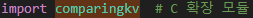 import comparingkv  # C 확장 모듈